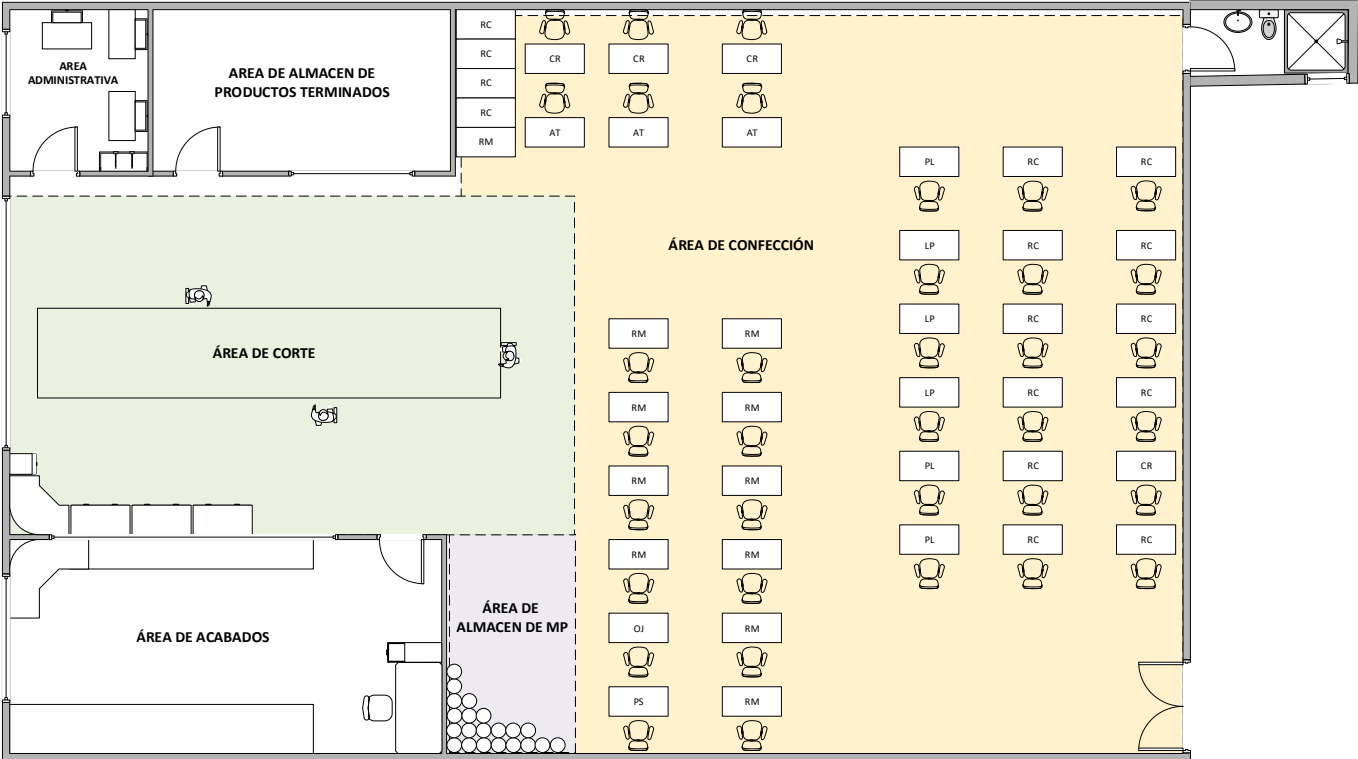 AREA
ADMINISTRATIVA
AREA DE ALMACEN DE
PRODUCTOS TERMINADOS
RC
RC
RC
RC
RM
CR CR CR
AT AT AT
PL RC RC
ÁREA DE CONFECCIÓN
LP RC RC
LP RC RC
LP RC RC
PL RC CR
PL RC RC
RM RM
RM RM
RM RM
RM RM
OJ RM
PS RM
ÁREA DE CORTE
ÁREA DE
ALMACEN DE MP
ÁREA DE ACABADOS